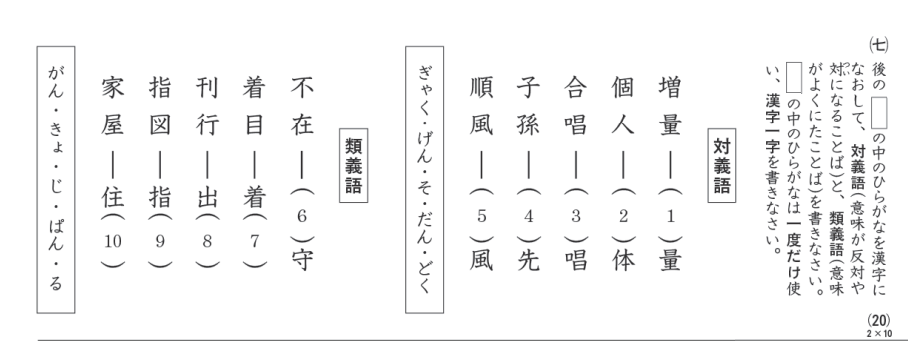 ㈦
後の□の中のひらがなを漢字に
なおして、対義語(意味が反対や
対になることば)と、類義語(意味
がよくにたことば)を書きなさい。
□の中のひらがなは一度だけ使
い、漢字一字を書きなさい。
つい
(20)
2×10
対義語
増量―(1)量
個人―(2)体
合唱―(3)唱
子孫―(4)先
順風―(5)風
ぎゃく・げん・そ・だん・どく
類義語
不在―(6)守
着目―着(7)
刊行―出(8)
指図―指(9)
家屋―住(10)
がん・きょ・じ・ぱん・る